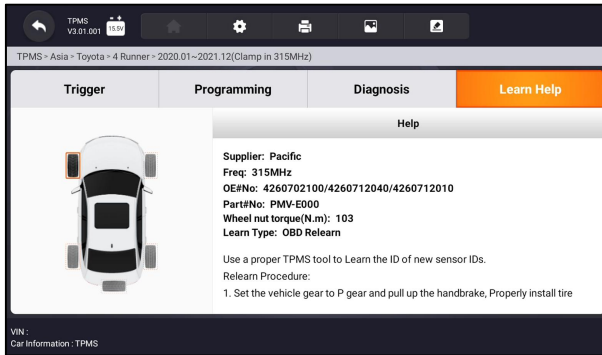 TPMS
V3.01.001
15.5V
TPMS > Asia > Toyota > 4 Runner > 2020.01~2021.12(Clamp in 315MHz)
Trigger
Programming
Diagnosis
Learn Help
Help
Supplier: Pacific
Freq: 315MHz
OE#No: 4260702100/4260712040/4260712010
Part#No: PMV-E000
Wheel nut torque(N.m): 103
Learn Type: OBD Relearn
Use a proper TPMS tool to Learn the ID of new sensor IDs.
Relearn Procedure:
1. Set the vehicle gear to P gear and pull up the handbrake, Properly install tire
VIN :
Car Information : TPMS